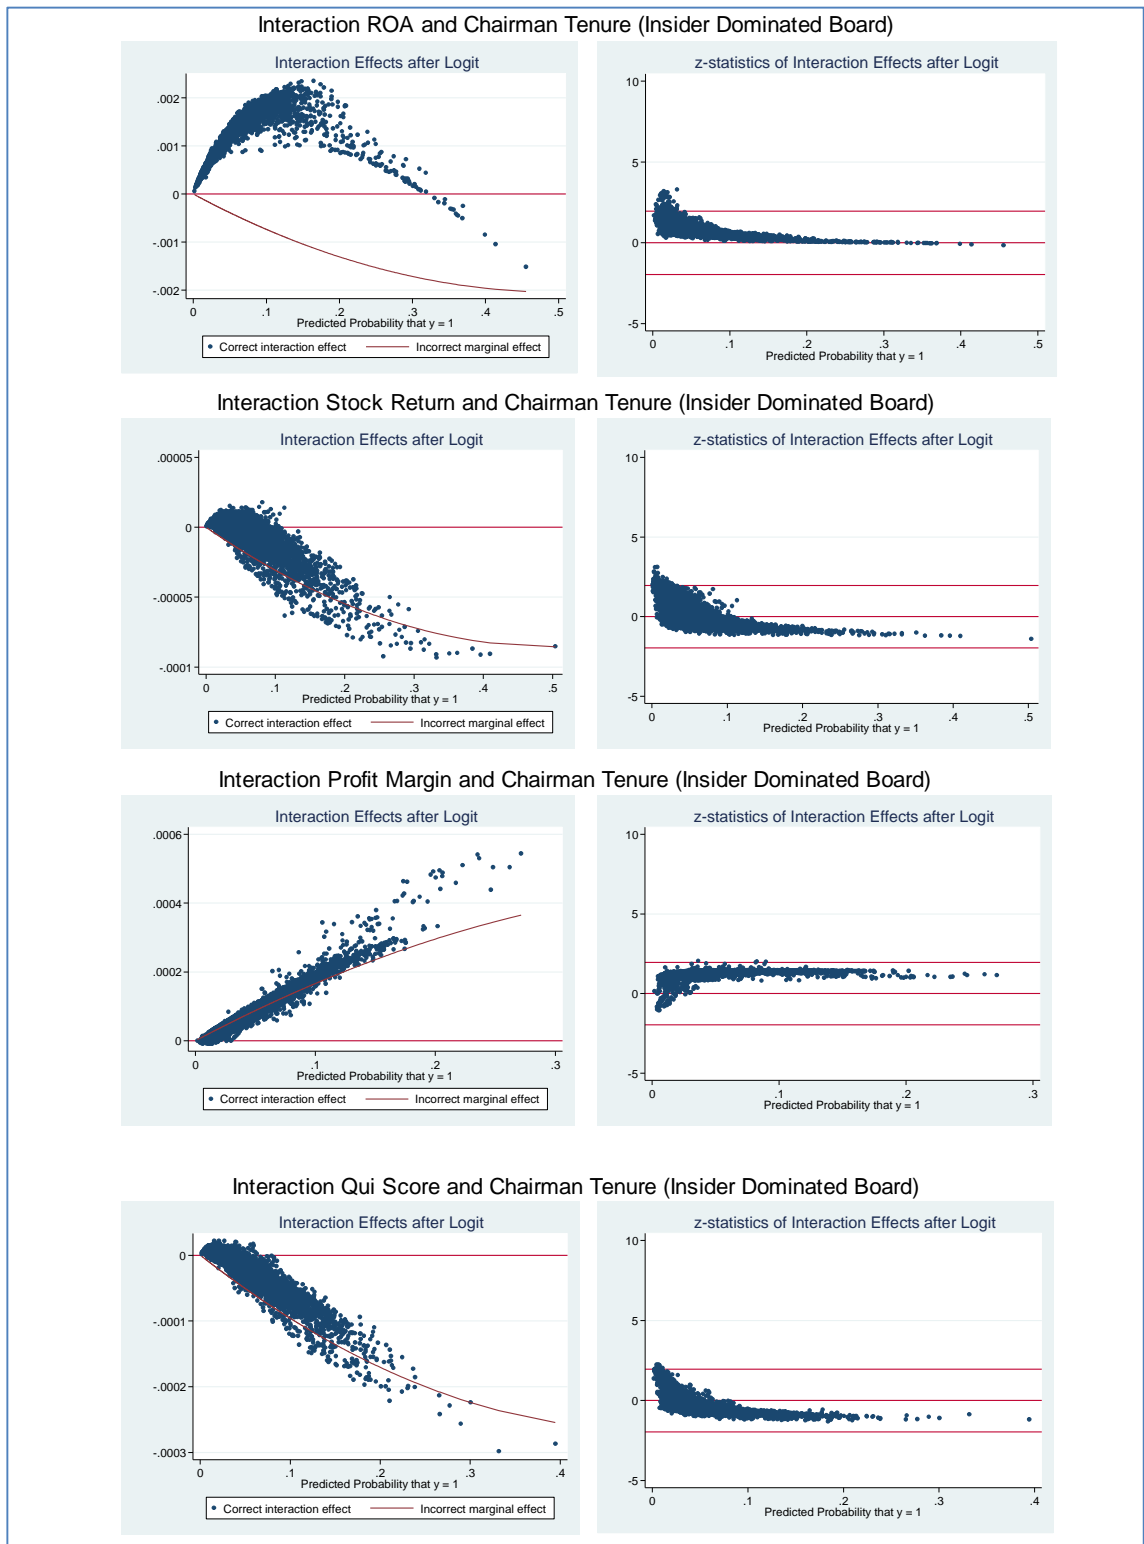 Interaction ROA and Chairman Tenure (Insider Dominated Board)
Interaction Effects after Logit
.002
.001
0
-.001
-.002
0 .1 .2 .3 .4 .5
Predicted Probability that y = 1
Correct interaction effect Incorrect marginal effect
z-statistics of Interaction Effects after Logit
10
5
0
-5
0 .1 .2 .3 .4 .5
Predicted Probability that y = 1
Interaction Stock Return and Chairman Tenure (Insider Dominated Board)
Interaction Effects after Logit
.00005
0
-.00005
-.0001
0 .1 .2 .3 .4 .5
Predicted Probability that y = 1
Correct interaction effect Incorrect marginal effect
z-statistics of Interaction Effects after Logit
10
5
0
-5
0 .1 .2 .3 .4 .5
Predicted Probability that y = 1
Interaction Profit Margin and Chairman Tenure (Insider Dominated Board)
Interaction Effects after Logit
.0006
.0004
.0002
0
0 .1 .2 .3
Predicted Probability that y = 1
Correct interaction effect Incorrect marginal effect
z-statistics of Interaction Effects after Logit
10
5
0
-5
0 .1 .2 .3
Predicted Probability that y = 1
Interaction Qui Score and Chairman Tenure (Insider Dominated Board)
Interaction Effects after Logit
0
-.0001
-.0002
-.0003
0 .1 .2 .3 .4
Predicted Probability that y = 1
Correct interaction effect Incorrect marginal effect
z-statistics of Interaction Effects after Logit
10
5
0
-5
0 .1 .2 .3 .4
Predicted Probability that y = 1